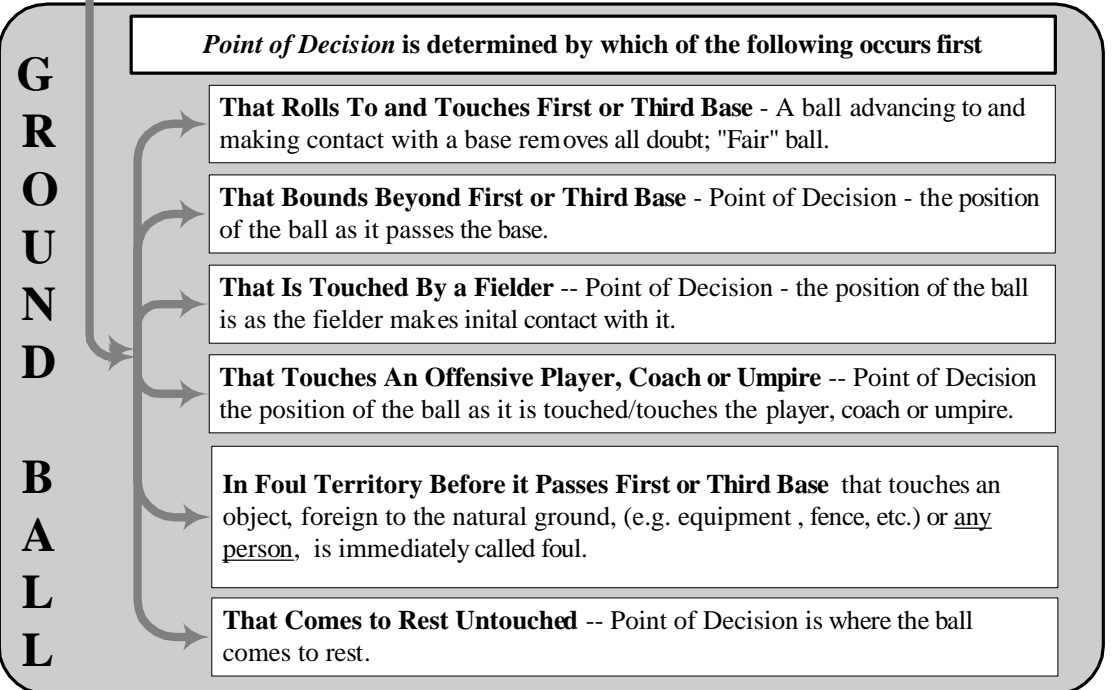 GROUND BALL
Point of Decision is determined by which of the following occurs first
That Rolls To and Touches First or Third Base - A ball advancing to and
making contact with a base removes all doubt; "Fair" ball.
That Bounds Beyond First or Third Base - Point of Decision - the position
of the ball as it passes the base.
That Is Touched By a Fielder -- Point of Decision - the position of the ball
is as the fielder makes inital contact with it.
That Touches An Offensive Player, Coach or Umpire -- Point of Decision
the position of the ball as it is touched/touches the player, coach or umpire.
In Foul Territory Before it Passes First or Third Base that touches an
object, foreign to the natural ground, (e.g. equipment , fence, etc.) or any
person, is immediately called foul.
That Comes to Rest Untouched -- Point of Decision is where the ball
comes to rest.